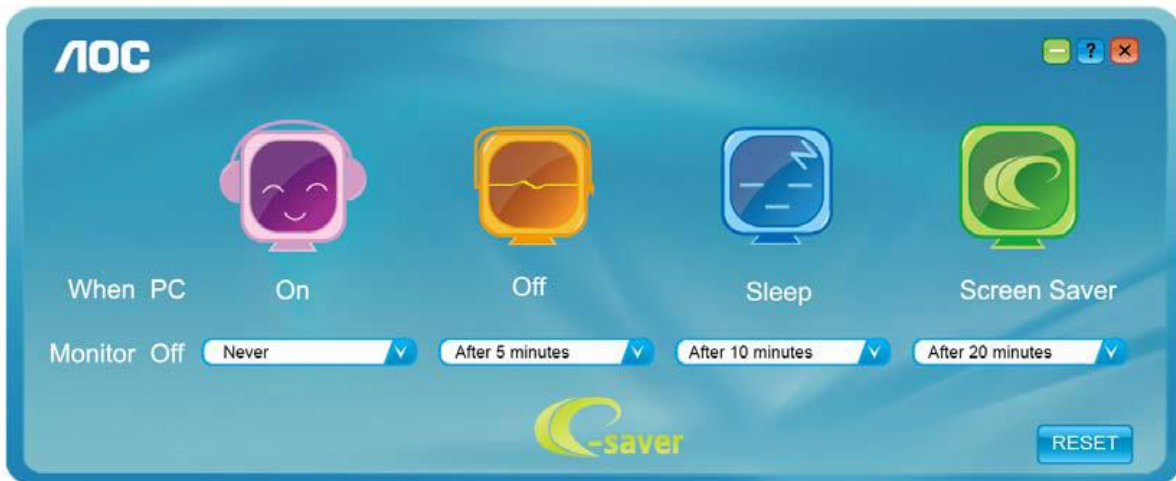 AOC
?
When PC On Off Sleep Screen Saver
Monitor Off Never After 5 minutes After 10 minutes After 20 minutes
e-saver
RESET